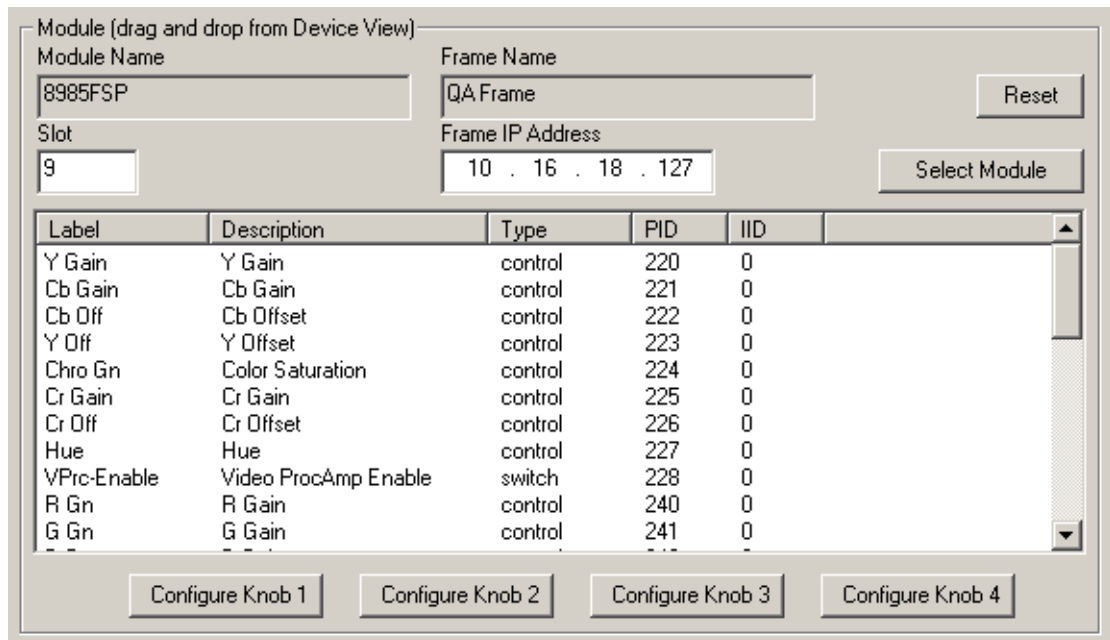 Module (drag and drop from Device View)
Module Name Frame Name
8985FSP QA Frame Reset
Slot Frame IP Address
9 10 . 16 . 18 . 127 Select Module
Label Description Type PID IID
Y Gain Y Gain control 220 0
Cb Gain Cb Gain control 221 0
Cb Off Cb Offset control 222 0
Y Off Y Offset control 223 0
Chro Gn Color Saturation control 224 0
Cr Gain Cr Gain control 225 0
Cr Off Cr Offset control 226 0
Hue Hue control 227 0
VPrc-Enable Video ProcAmp Enable switch 228 0
R Gn R Gain control 240 0
G Gn G Gain control 241 0
Configure Knob 1 Configure Knob 2 Configure Knob 3 Configure Knob 4